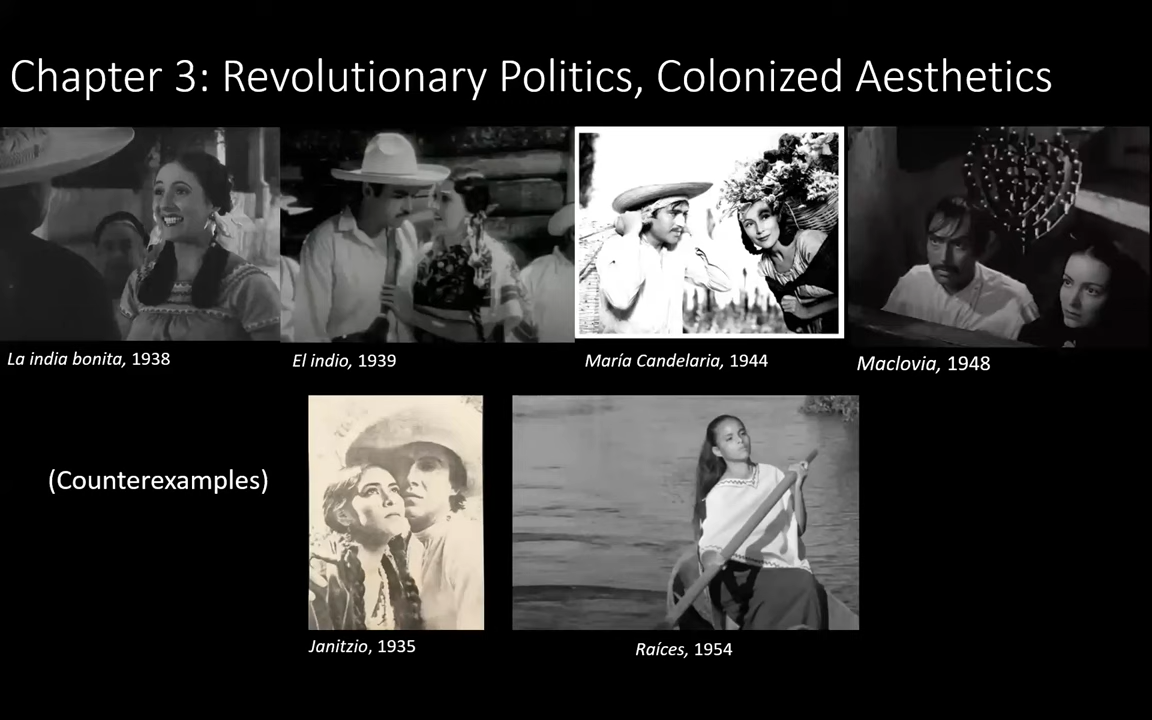 Chapter 3: Revolutionary Politics, Colonized Aesthetics
La india bonita, 1938
El indio, 1939
María Candelaria, 1944
Maclovia, 1948
(Counterexamples)
Janitzio, 1935
Raíces, 1954